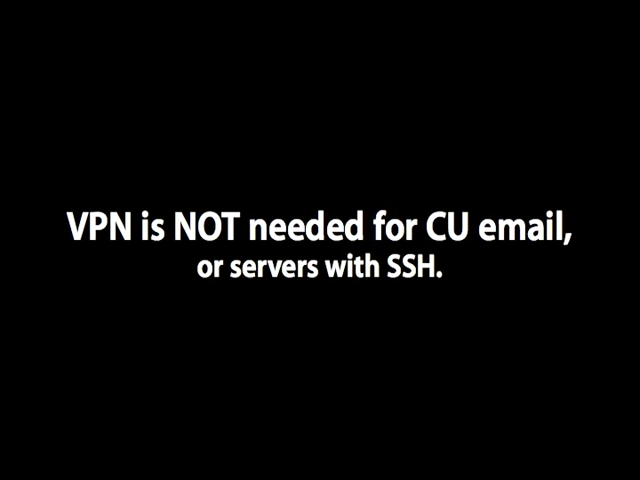 VPN is NOT needed for CU email,
or servers with SSH.